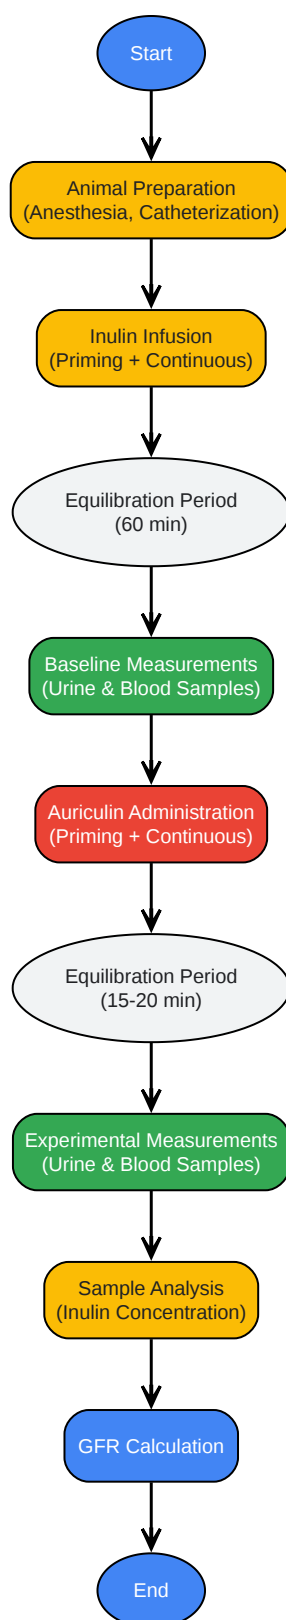 Start
Animal Preparation
(Anesthesia, Catheterization)
Inulin Infusion
(Priming + Continuous)
Equilibration Period
(60 min)
Baseline Measurements
(Urine & Blood Samples)
Auriculin Administration
(Priming + Continuous)
Equilibration Period
(15-20 min)
Experimental Measurements
(Urine & Blood Samples)
Sample Analysis
(Inulin Concentration)
GFR Calculation
End